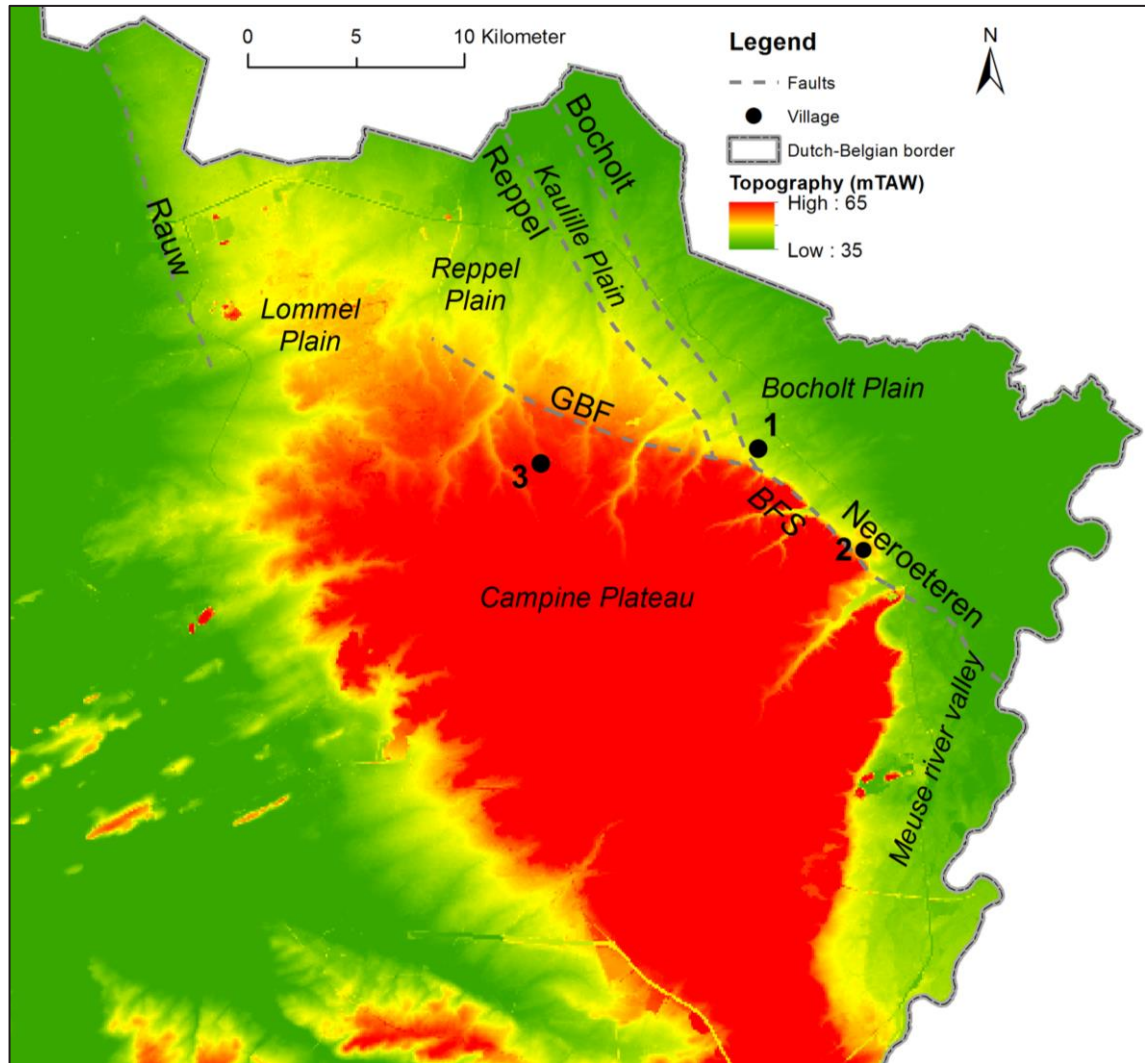 0 5 10 Kilometer
N
Legend
Faults
Village
Dutch-Belgian border
Topography (mTAW)
High : 65
Low : 35
Rauw
Reppel
Kaulille Plain
Bocholt
Reppel
Plain
Lommel
Plain
GBF
Bocholt Plain
1
3
BFS
2
Neeroeteren
Campine Plateau
Meuse river valley